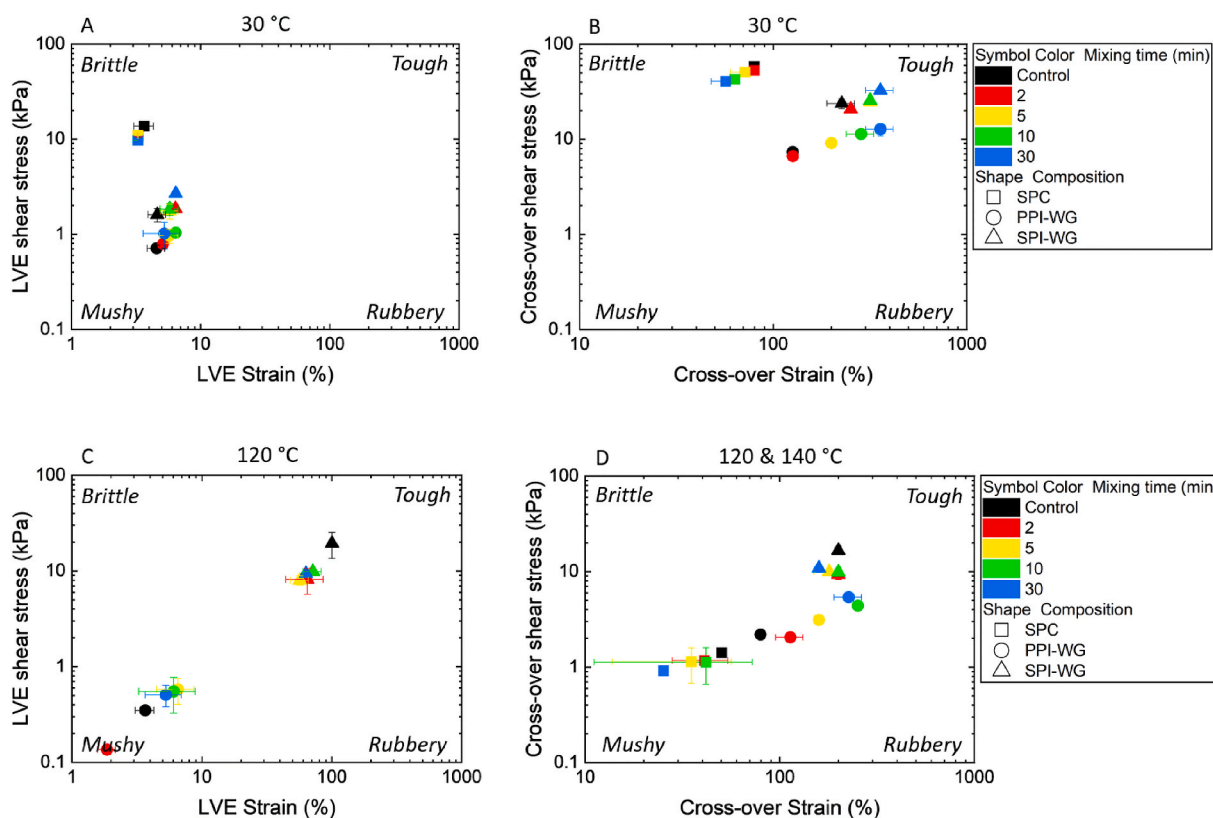 A 30 °C
100
10
1
0.1
LVE shear stress (kPa)
Brittle Tough
Mushy Rubbery
1 10 100 1000
LVE Strain (%)
B 30 °C
100
10
1
0.1
Cross-over shear stress (kPa)
Brittle Tough
Mushy Rubbery
10 100 1000
Cross-over Strain (%)
Symbol Color Mixing time (min)
Control
2
5
10
30
Shape Composition
SPC
PPI-WG
SPI-WG
C 120 °C
100
10
1
0.1
LVE shear stress (kPa)
Brittle Tough
Mushy Rubbery
1 10 100 1000
LVE Strain (%)
D 120 & 140 °C
100
10
1
0.1
Cross-over shear stress (kPa)
Brittle Tough
Mushy Rubbery
10 100 1000
Cross-over Strain (%)
Symbol Color Mixing time (min
Control
2
5
10
30
Shape Composition
SPC
PPI-WG
SPI-WG